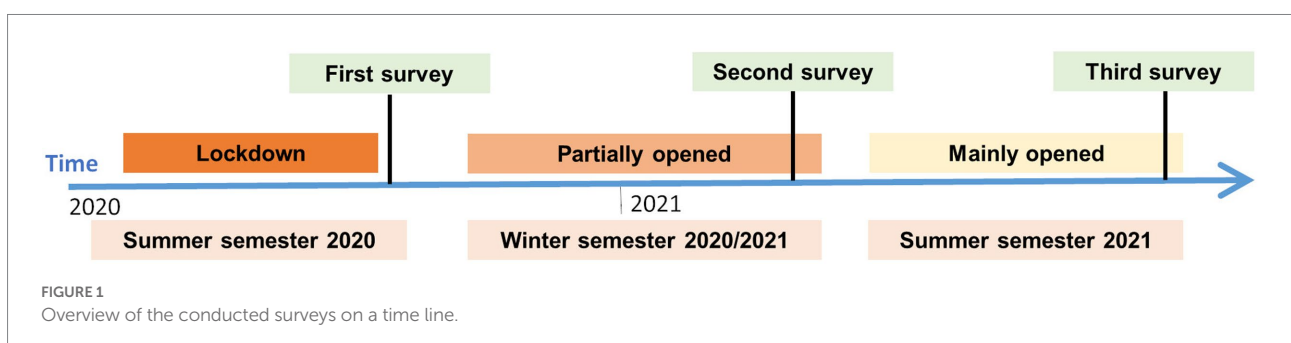 First survey
Second survey
Third survey
Lockdown
Partially opened
Mainly opened
Time
2020
2021
Summer semester 2020
Winter semester 2020/2021
Summer semester 2021
FIGURE 1
Overview of the conducted surveys on a time line.